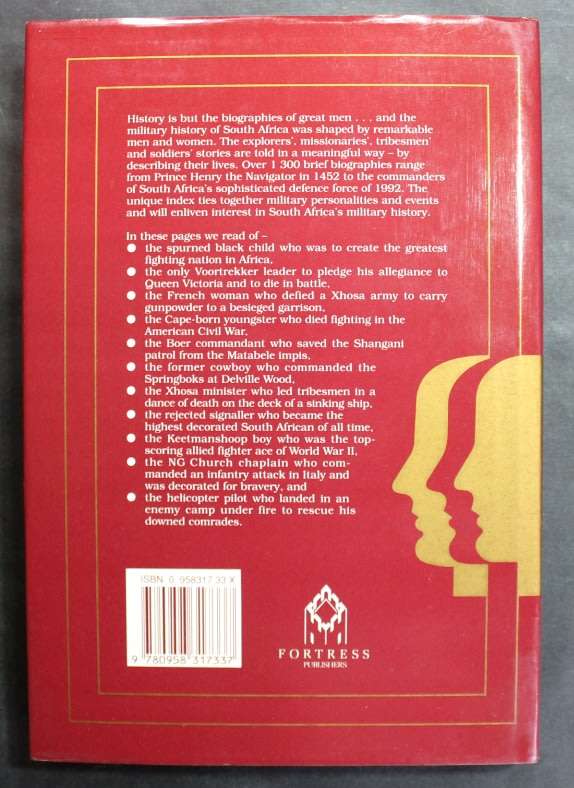 History is but the biographies of great men . . . and the
military history of South Africa was shaped by remarkable
men and women. The explorers', missionaries', tribesmen'
and soldiers' stories are told in a meaningful way – by
describing their lives. Over 1 300 brief biographies range
from Prince Henry the Navigator in 1452 to the commanders
of South Africa's sophisticated defence force of 1992. The
unique index ties together military personalities and events
and will enliven interest in South Africa's military history.
In these pages we read of –
● the spurned black child who was to create the greatest
fighting nation in Africa,
● the only Voortrekker leader to pledge his allegiance to
Queen Victoria and to die in battle,
● the French woman who defied a Xhosa army to carry
gunpowder to a besieged garrison,
● the Cape-born youngster who died fighting in the
American Civil War,
● the Boer commandant who saved the Shangani
patrol from the Matabele impis,
● the former cowboy who commanded the
Springboks at Delville Wood,
● the Xhosa minister who led tribesmen in a
dance of death on the deck of a sinking ship,
● the rejected signaller who became the
highest decorated South African of all time,
● the Keetmanshoop boy who was the top-
scoring allied fighter ace of World War II,
● the NG Church chaplain who com-
manded an infantry attack in Italy and
was decorated for bravery, and
● the helicopter pilot who landed in an
enemy camp under fire to rescue his
downed comrades.
ISBN 0 958317 33 X
9 780958 317337
FORTRESS
PUBLISHERS